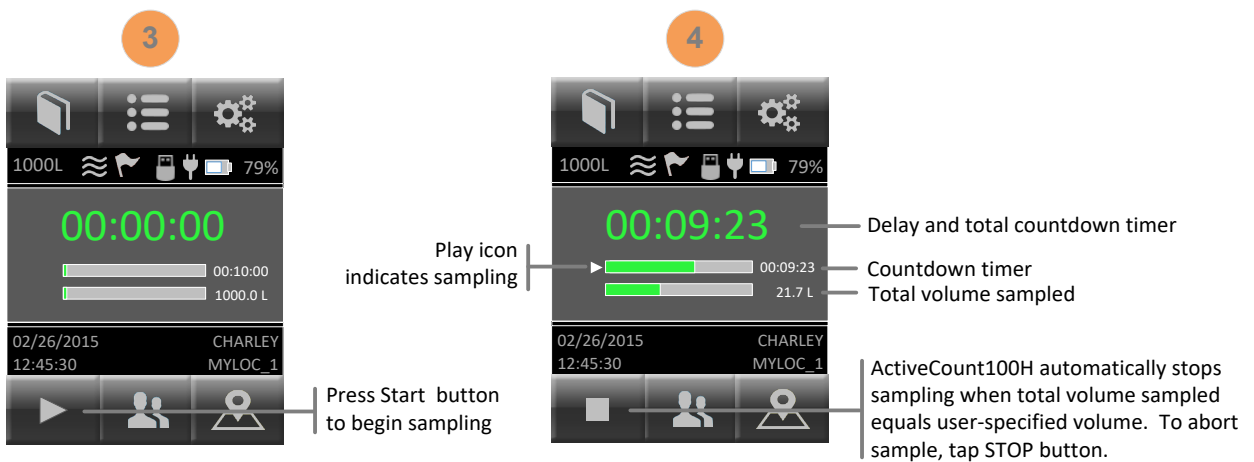 3
1000L 79%
00:00:00
00:10:00
1000.0 L
02/26/2015 CHARLEY
12:45:30 MYLOC_1
Press Start button
to begin sampling
4
1000L 79%
00:09:23
Delay and total countdown timer
Play icon
indicates sampling
00:09:23
Countdown timer
21.7 L
Total volume sampled
02/26/2015 CHARLEY
12:45:30 MYLOC_1
ActiveCount100H automatically stops
sampling when total volume sampled
equals user-specified volume. To abort
sample, tap STOP button.